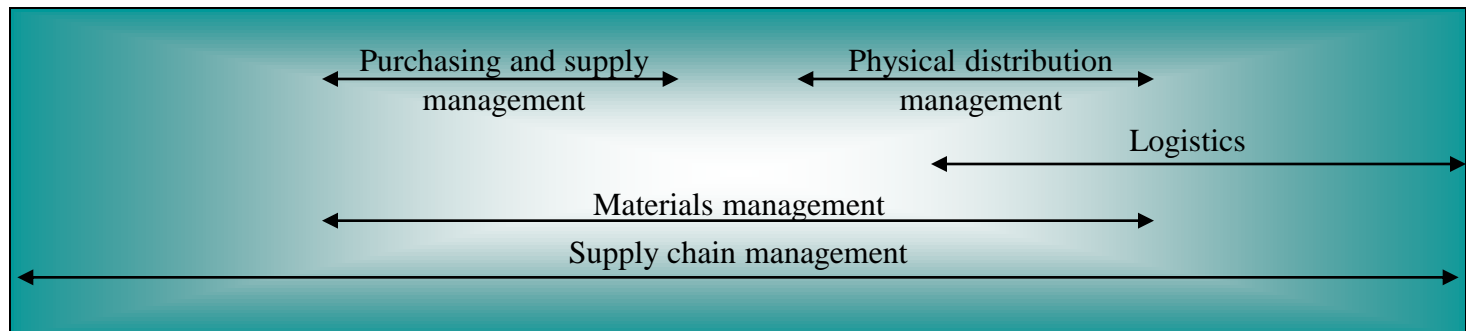 Purchasing and supply
management
Physical distribution
management
Logistics
Materials management
Supply chain management